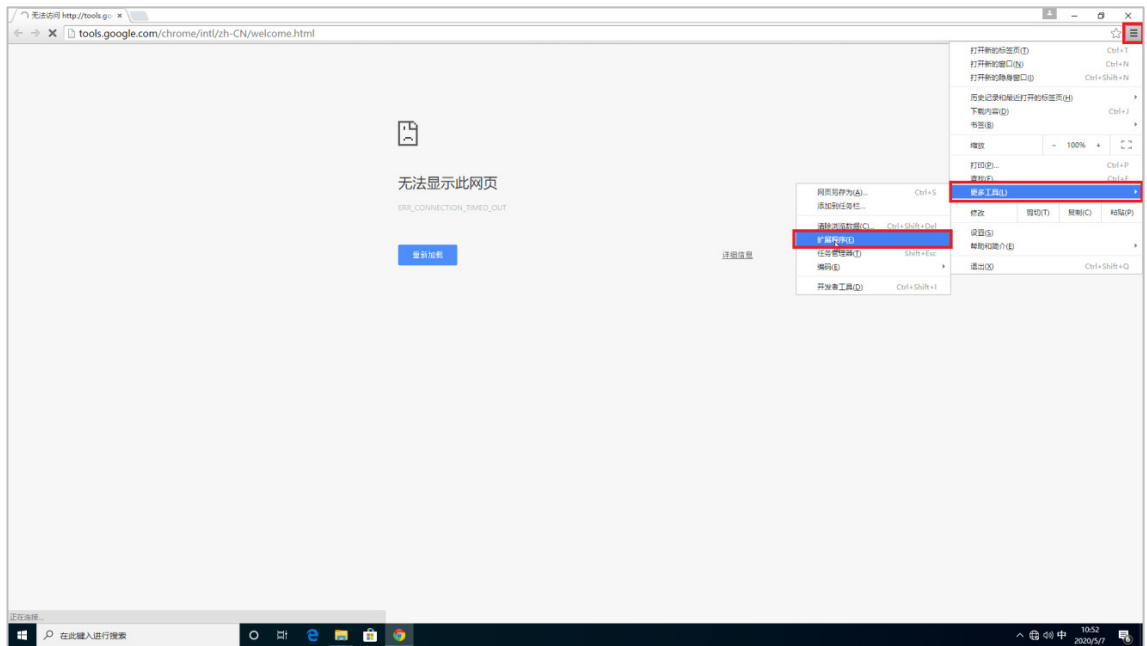 无法访问 http://tools.go
tools.google.com/chrome/intl/zh-CN/welcome.html
打开新的标签页(T) Ctrl+T
打开新的窗口(N) Ctrl+N
打开新的隐身窗口(I) Ctrl+Shift+N
历史记录和最近打开的标签页(H)
下载内容(D) Ctrl+J
书签(B)
缩放 - 100% +
打印(P)... Ctrl+P
查找(F)... Ctrl+F
更多工具(L)
修改 剪切(T) 复制(C) 粘贴(P)
设置(S)
帮助和简介(E)
退出(X) Ctrl+Shift+Q
网页另存为(A)... Ctrl+S
添加到任务栏...
清除浏览数据(C)... Ctrl+Shift+Del
扩展程序(E)
任务管理器(T) Shift+Esc
编码(E)
开发者工具(D) Ctrl+Shift+I
无法显示此网页
ERR_CONNECTION_TIMED_OUT
重新加载
详细信息
正在连接...
在此键入进行搜索
中
10:52
2020/5/7